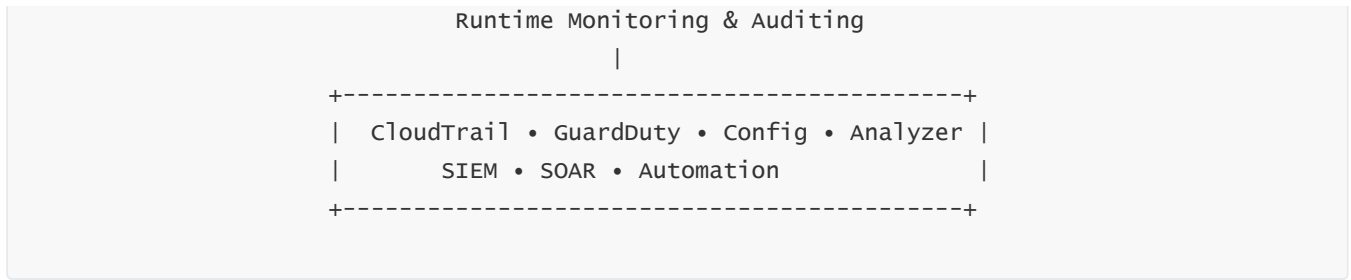 Runtime Monitoring & Auditing
|
+--------------------------------------------+
| CloudTrail • GuardDuty • Config • Analyzer |
| SIEM • SOAR • Automation |
+--------------------------------------------+